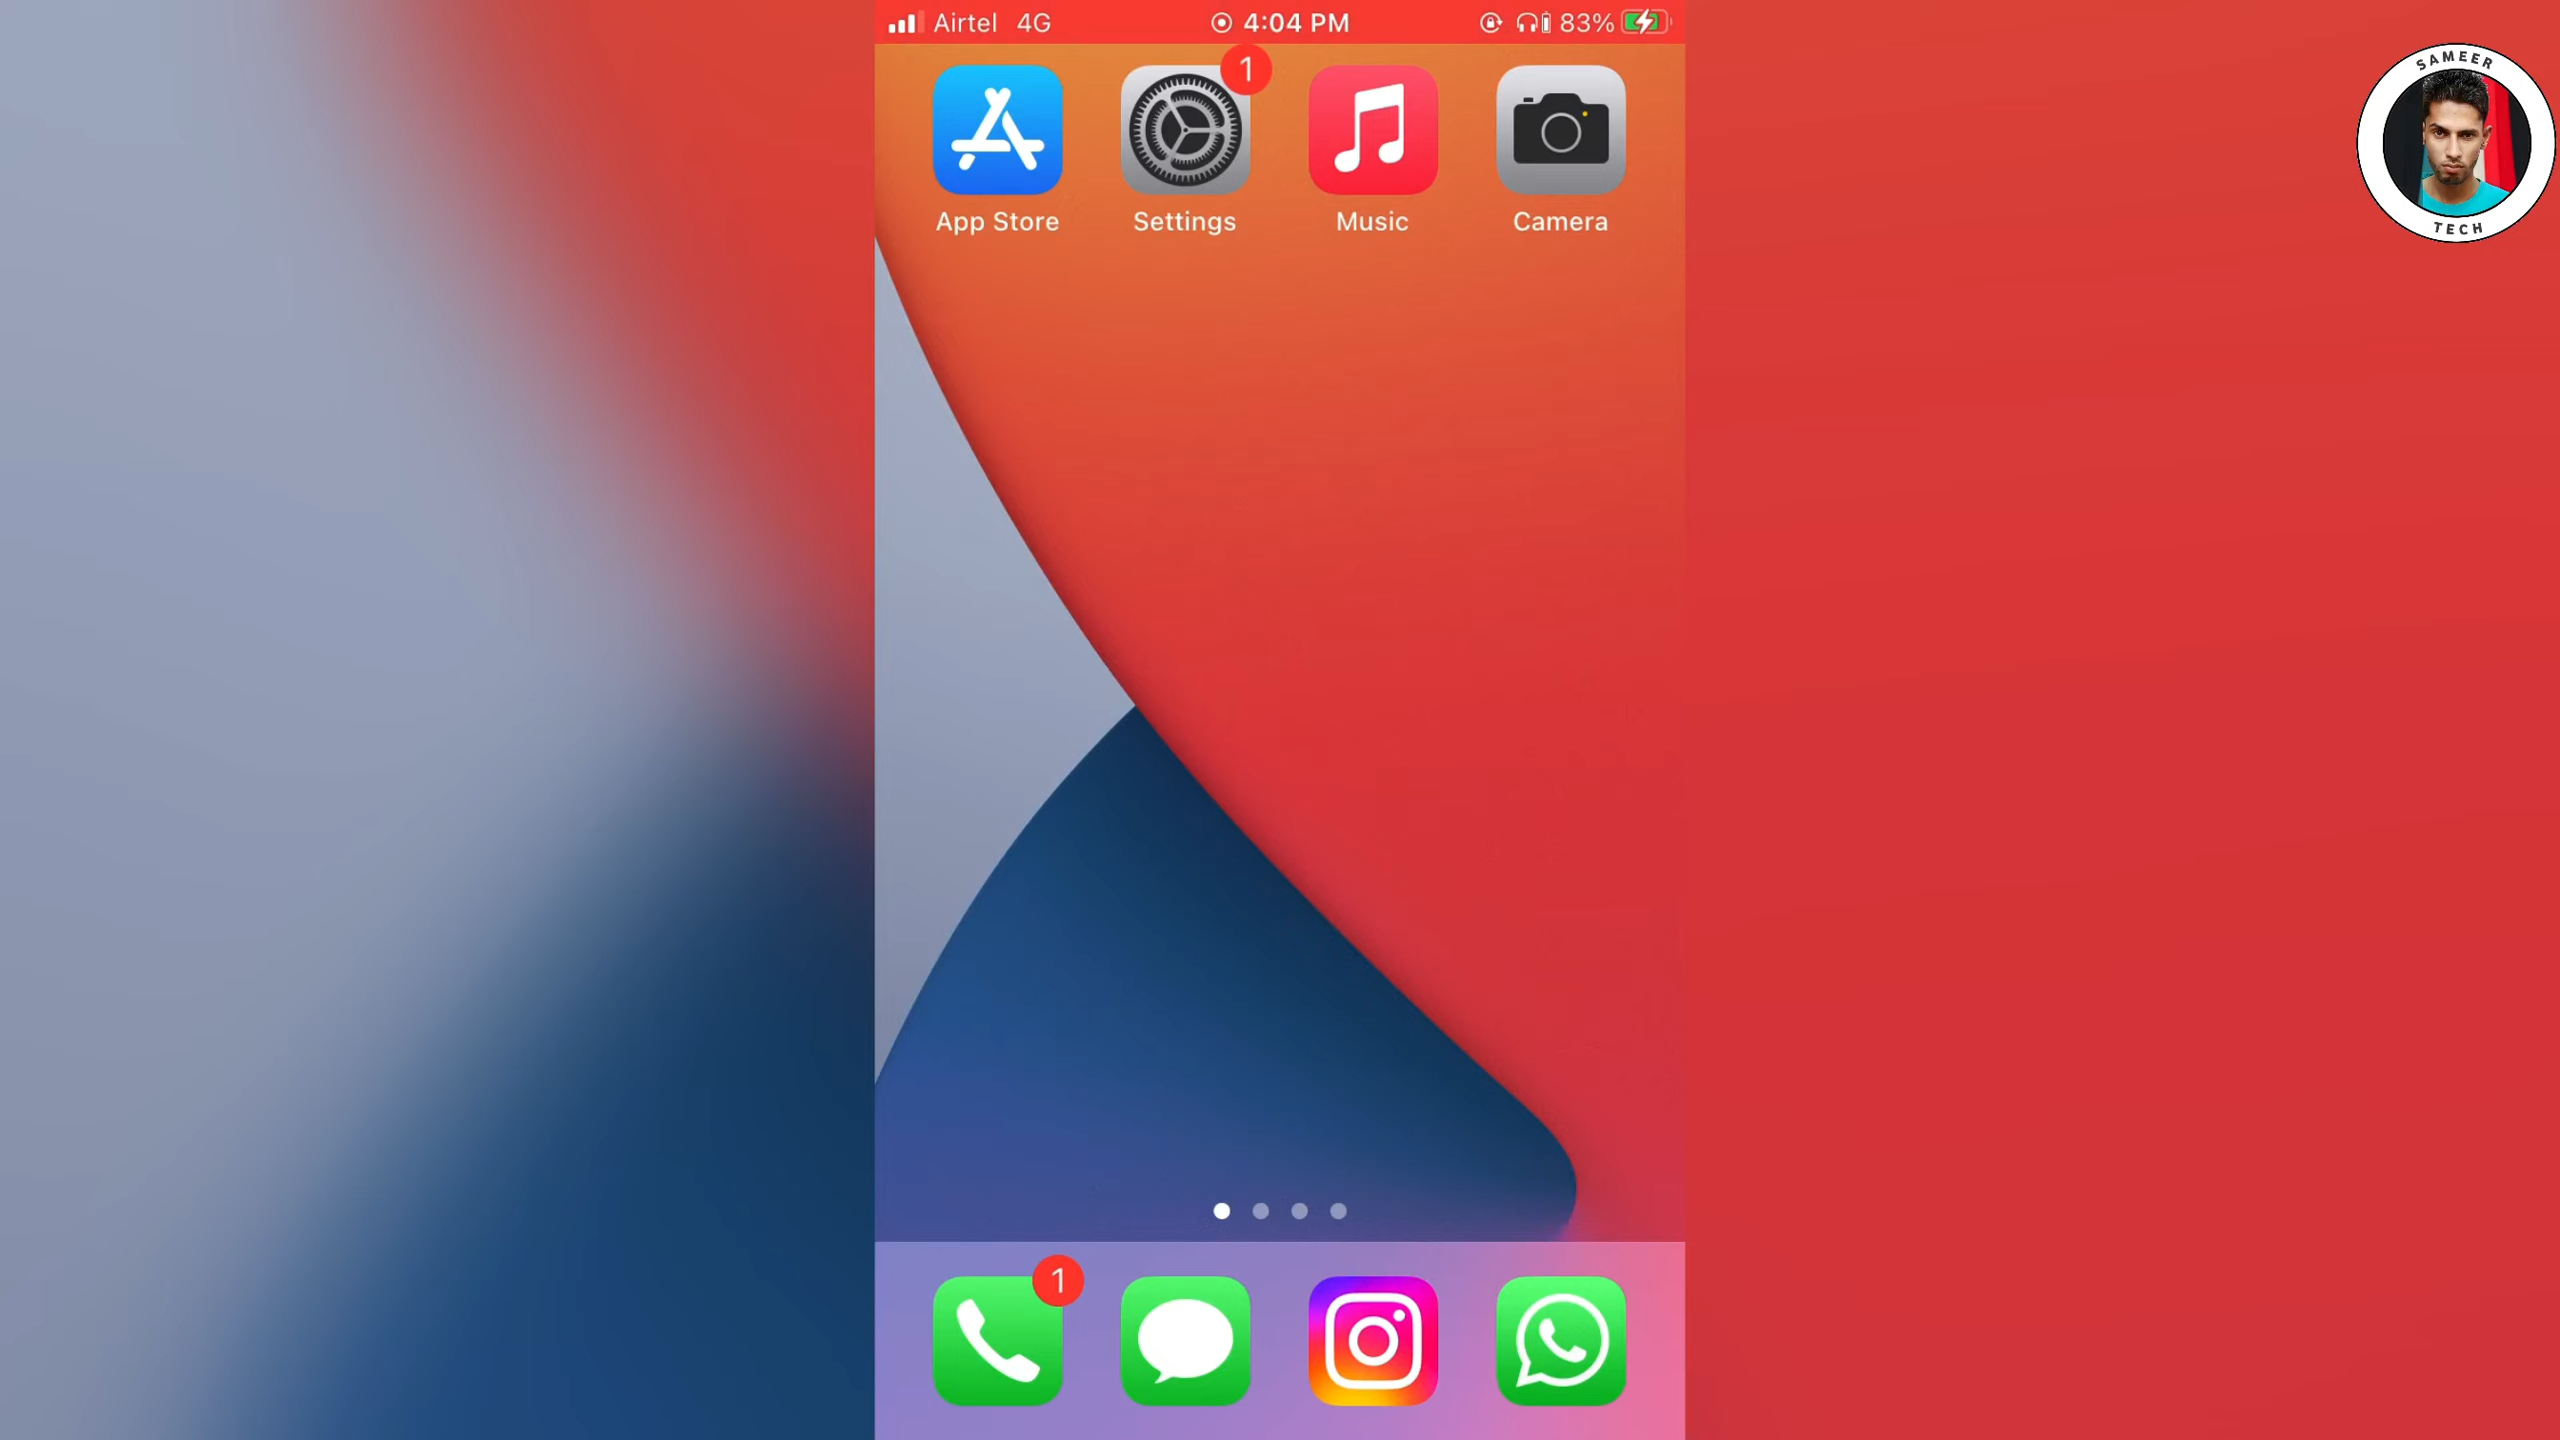 Airtel 4G 4:04 PM 83%
1
App Store Settings Music Camera
1
SAMEER
TECH